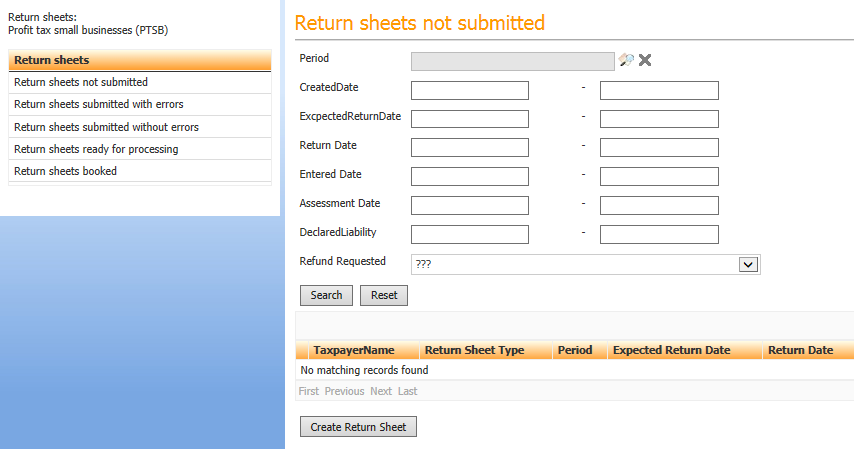 Return sheets:
Profit tax small businesses (PTSB)
Return sheets
Return sheets not submitted
Return sheets submitted with errors
Return sheets submitted without errors
Return sheets ready for processing
Return sheets booked
Return sheets not submitted
Period
CreatedDate -
ExcpectedReturnDate -
Return Date -
Entered Date -
Assessment Date -
DeclaredLiability -
Refund Requested ???
Search Reset
TaxpayerName Return Sheet Type Period Expected Return Date Return Date
No matching records found
First Previous Next Last
Create Return Sheet